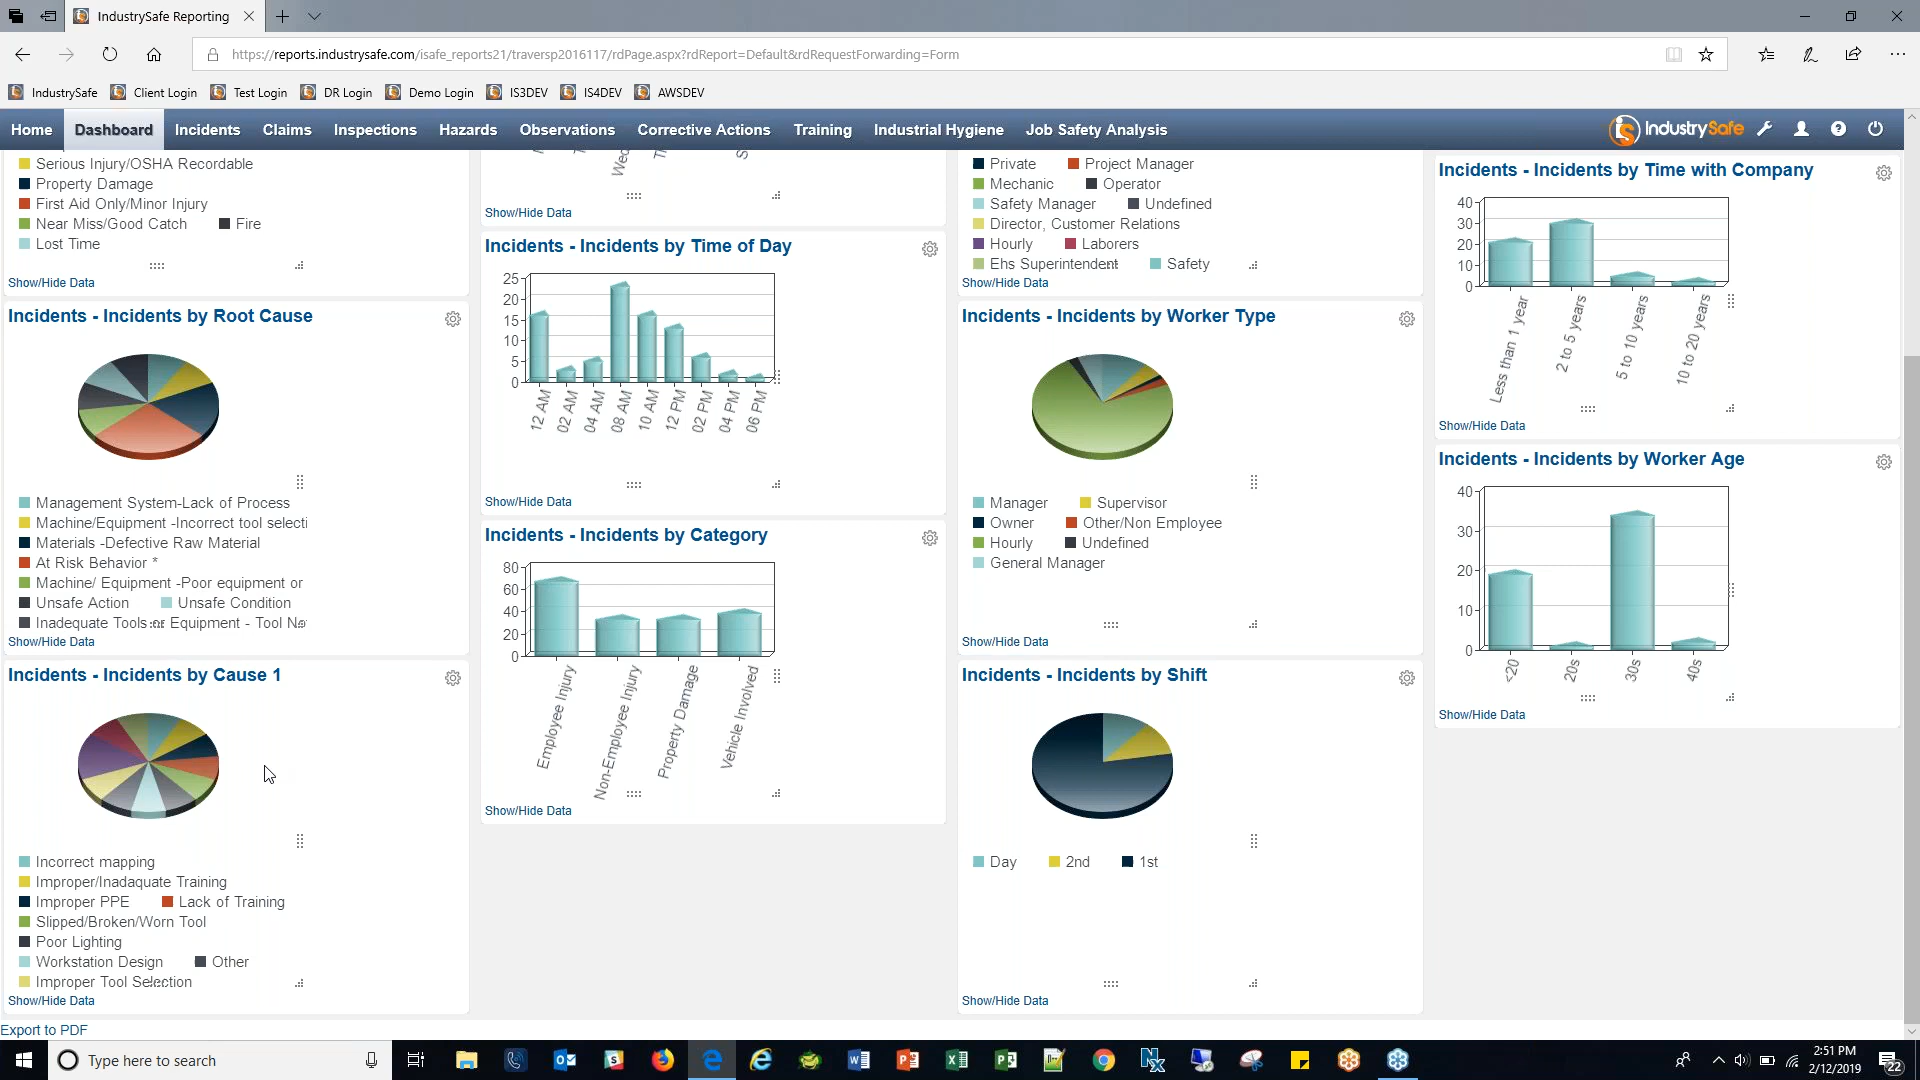 IndustrySafe Reporting
https://reports.industrysafe.com/isafe_reports21/traversp2016117/rdPage.aspx?rdReport=Default&rdRequestForwarding=Form
IndustrySafe Client Login Test Login DR Login Demo Login IS3DEV IS4DEV AWSDEV
Home Dashboard Incidents Claims Inspections Hazards Observations Corrective Actions Training Industrial Hygiene Job Safety Analysis IndustrySafe
Serious Injury/OSHA Recordable
Property Damage
First Aid Only/Minor Injury
Near Miss/Good Catch Fire
Lost Time
Show/Hide Data
Incidents - Incidents by Root Cause
Management System-Lack of Process
Machine/Equipment -Incorrect tool selecti
Materials -Defective Raw Material
At Risk Behavior *
Machine/ Equipment -Poor equipment or
Unsafe Action Unsafe Condition
Inadequate Tools or Equipment - Tool No
Show/Hide Data
Incidents - Incidents by Cause 1
Incorrect mapping
Improper/Inadaquate Training
Improper PPE Lack of Training
Slipped/Broken/Worn Tool
Poor Lighting
Workstation Design Other
Improper Tool Selection
Show/Hide Data
Export to PDF
Show/Hide Data
Incidents - Incidents by Time of Day
25
20
15
10
5
0
12 AM 02 AM 04 AM 08 AM 10 AM 12 PM 02 PM 04 PM 06 PM
Show/Hide Data
Incidents - Incidents by Category
80
60
40
20
0
Employee Injury Non-Employee Injury Property Damage Vehicle Involved
Show/Hide Data
Private Project Manager
Mechanic Operator
Safety Manager Undefined
Director, Customer Relations
Hourly Laborers
Ehs Superintendent Safety
Show/Hide Data
Incidents - Incidents by Worker Type
Manager Supervisor
Owner Other/Non Employee
Hourly Undefined
General Manager
Show/Hide Data
Incidents - Incidents by Shift
Day 2nd 1st
Show/Hide Data
Incidents - Incidents by Time with Company
40
30
20
10
0
Less than 1 year 2 to 5 years 5 to 10 years 10 to 20 years
Show/Hide Data
Incidents - Incidents by Worker Age
40
30
20
10
0
<20 20s 30s 40s
Show/Hide Data
Type here to search
2:51 PM
2/12/2019
22